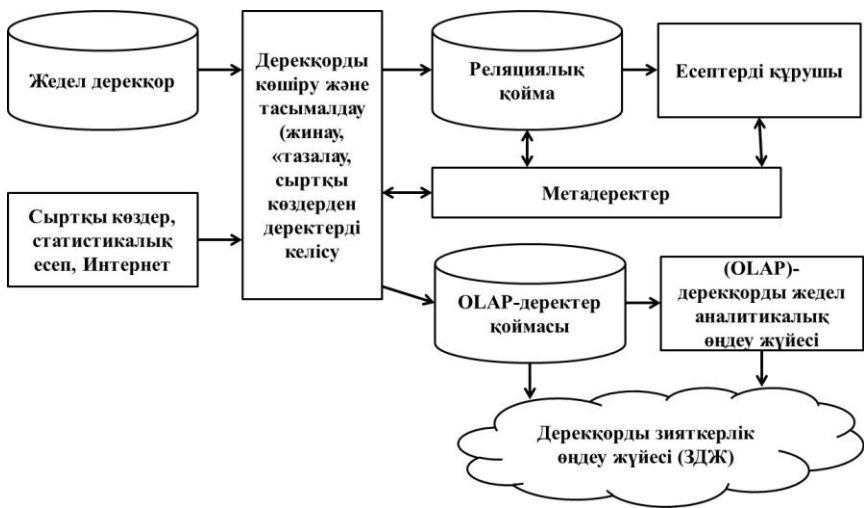 Жедел дерекқор
Сыртқы көздер,
статистикалық
есеп, Интернет
Дерекқорды
көшіру және
тасымалдау
(жинау,
«тазалау,
сыртқы
көздерден
деректерді
келісу
Реляциялық
қойма
Есептерді құрушы
Метадеректер
OLAP-деректер
қоймасы
(OLAP)-
дерекқорды жедел
аналитикалық
өңдеу жүйесі
Дерекқорды зияткерлік
өңдеу жүйесі (ЗДЖ)